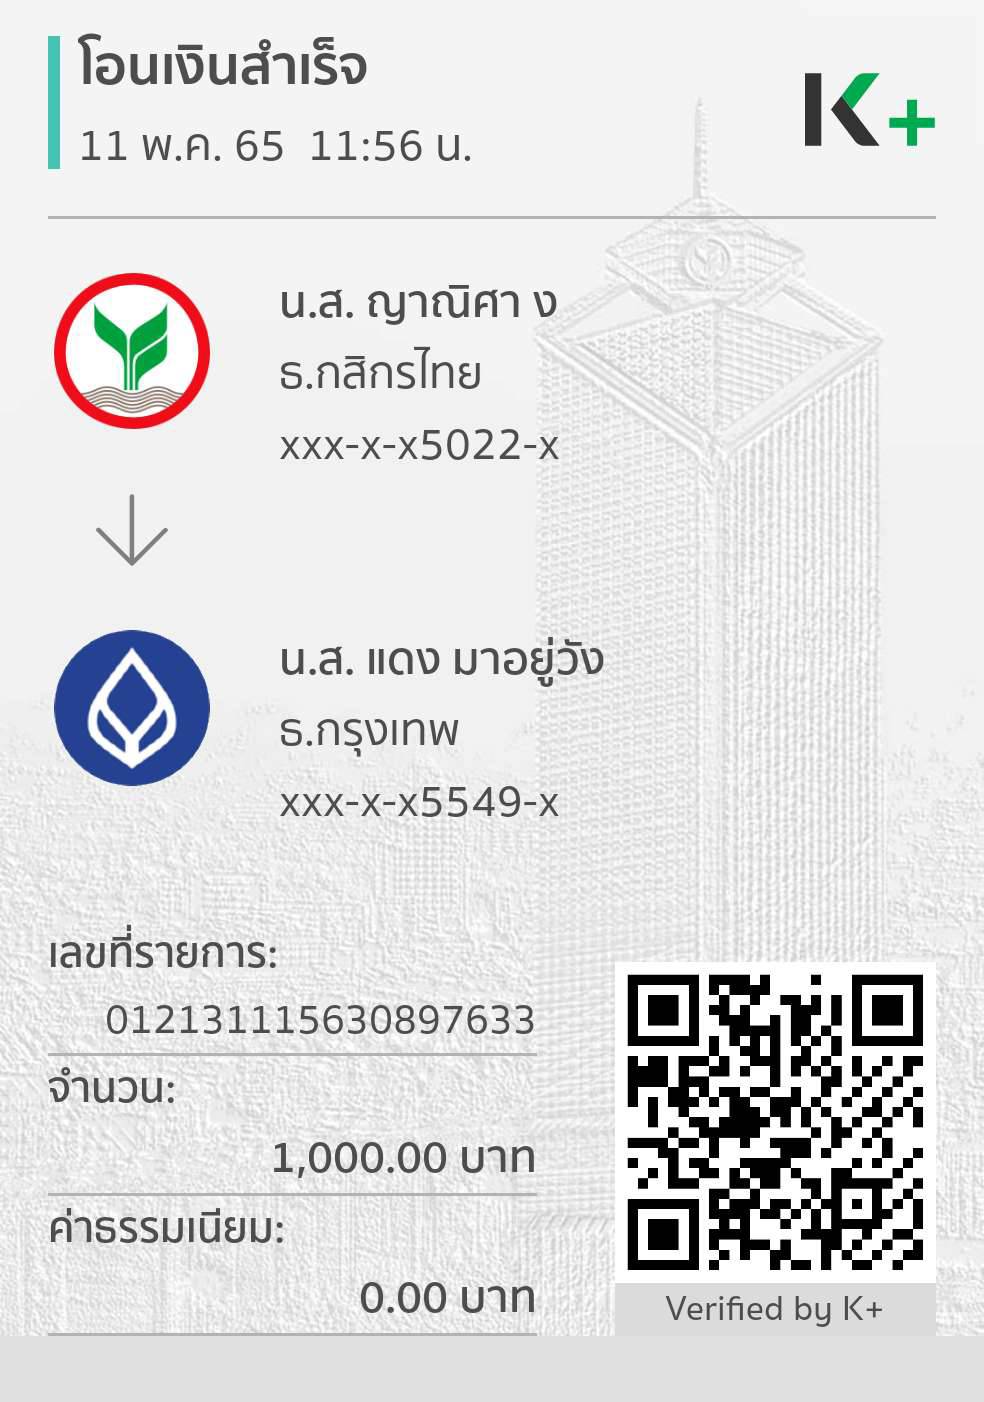 โอนเงินสำเร็จ
11 พ.ค. 65 11:56 น.
K+
น.ส. ญาณิศา ง
ธ.กสิกรไทย
xxx-x-x5022-x
น.ส. แดง มาอยู่วัง
ธ.กรุงเทพ
xxx-x-x5549-x
เลขที่รายการ:
012131115630897633
จำนวน:
1,000.00 บาท
ค่าธรรมเนียม:
0.00 บาท
Verified by K+